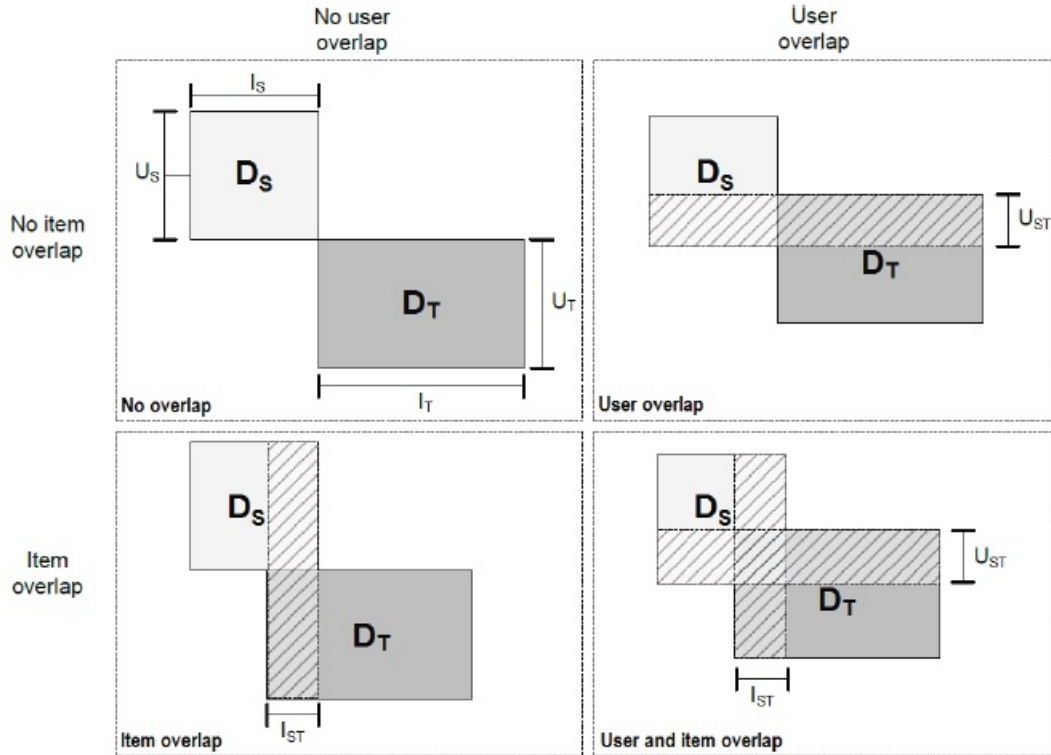 No user
overlap
User
overlap
No item
overlap
I_S
U_S
D_S
D_T
U_T
I_T
No overlap
D_S
U_ST
D_T
User overlap
Item
overlap
D_S
D_T
I_ST
Item overlap
D_S
U_ST
D_T
I_ST
User and item overlap